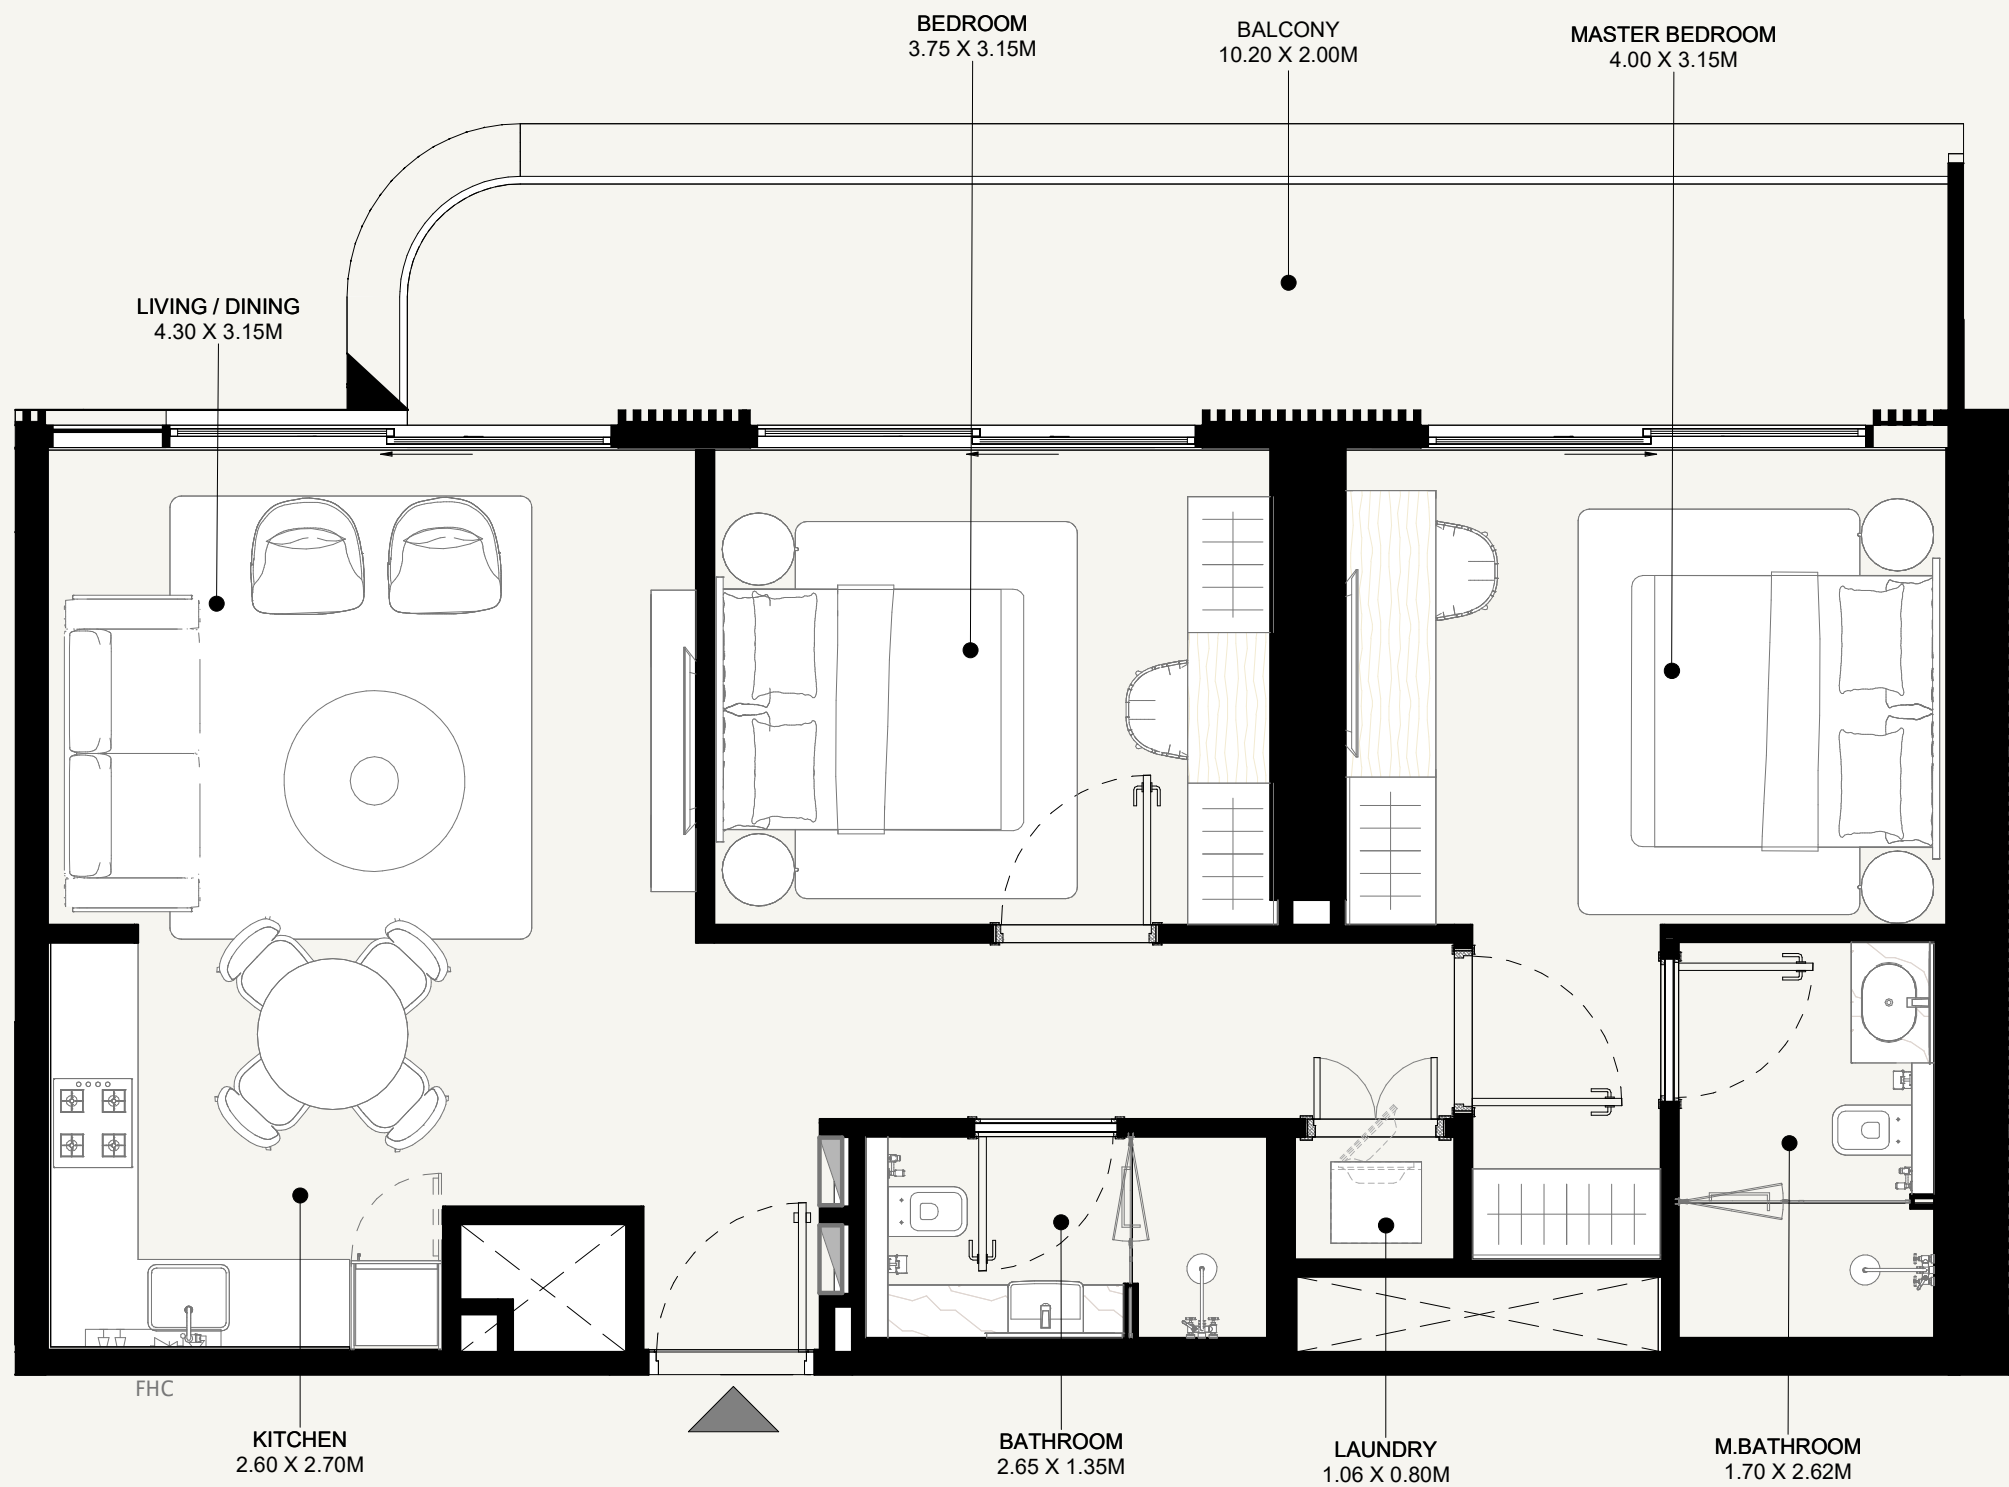 BEDROOM
3.75 X 3.15M
BALCONY
10.20 X 2.00M
MASTER BEDROOM
4.00 X 3.15M
LIVING / DINING
4.30 X 3.15M
FHC
KITCHEN
2.60 X 2.70M
BATHROOM
2.65 X 1.35M
LAUNDRY
1.06 X 0.80M
M.BATHROOM
1.70 X 2.62M